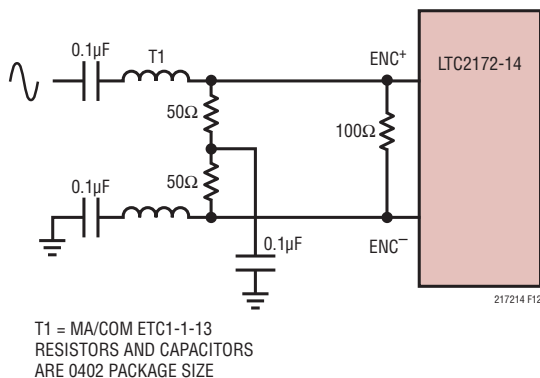 0.1µF
T1
ENC+
LTC2172-14
50Ω
100Ω
50Ω
0.1µF
0.1µF
ENC–
217214 F12
T1 = MA/COM ETC1-1-13
RESISTORS AND CAPACITORS
ARE 0402 PACKAGE SIZE